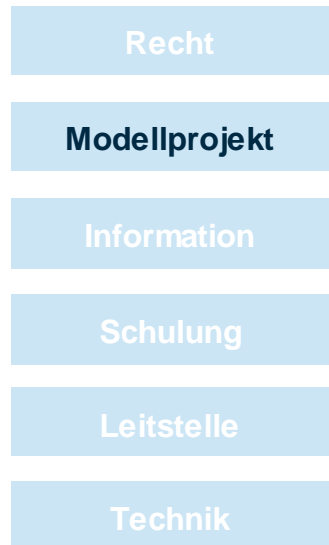 Recht
Modellprojekt
Information
Schulung
Leitstelle
Technik